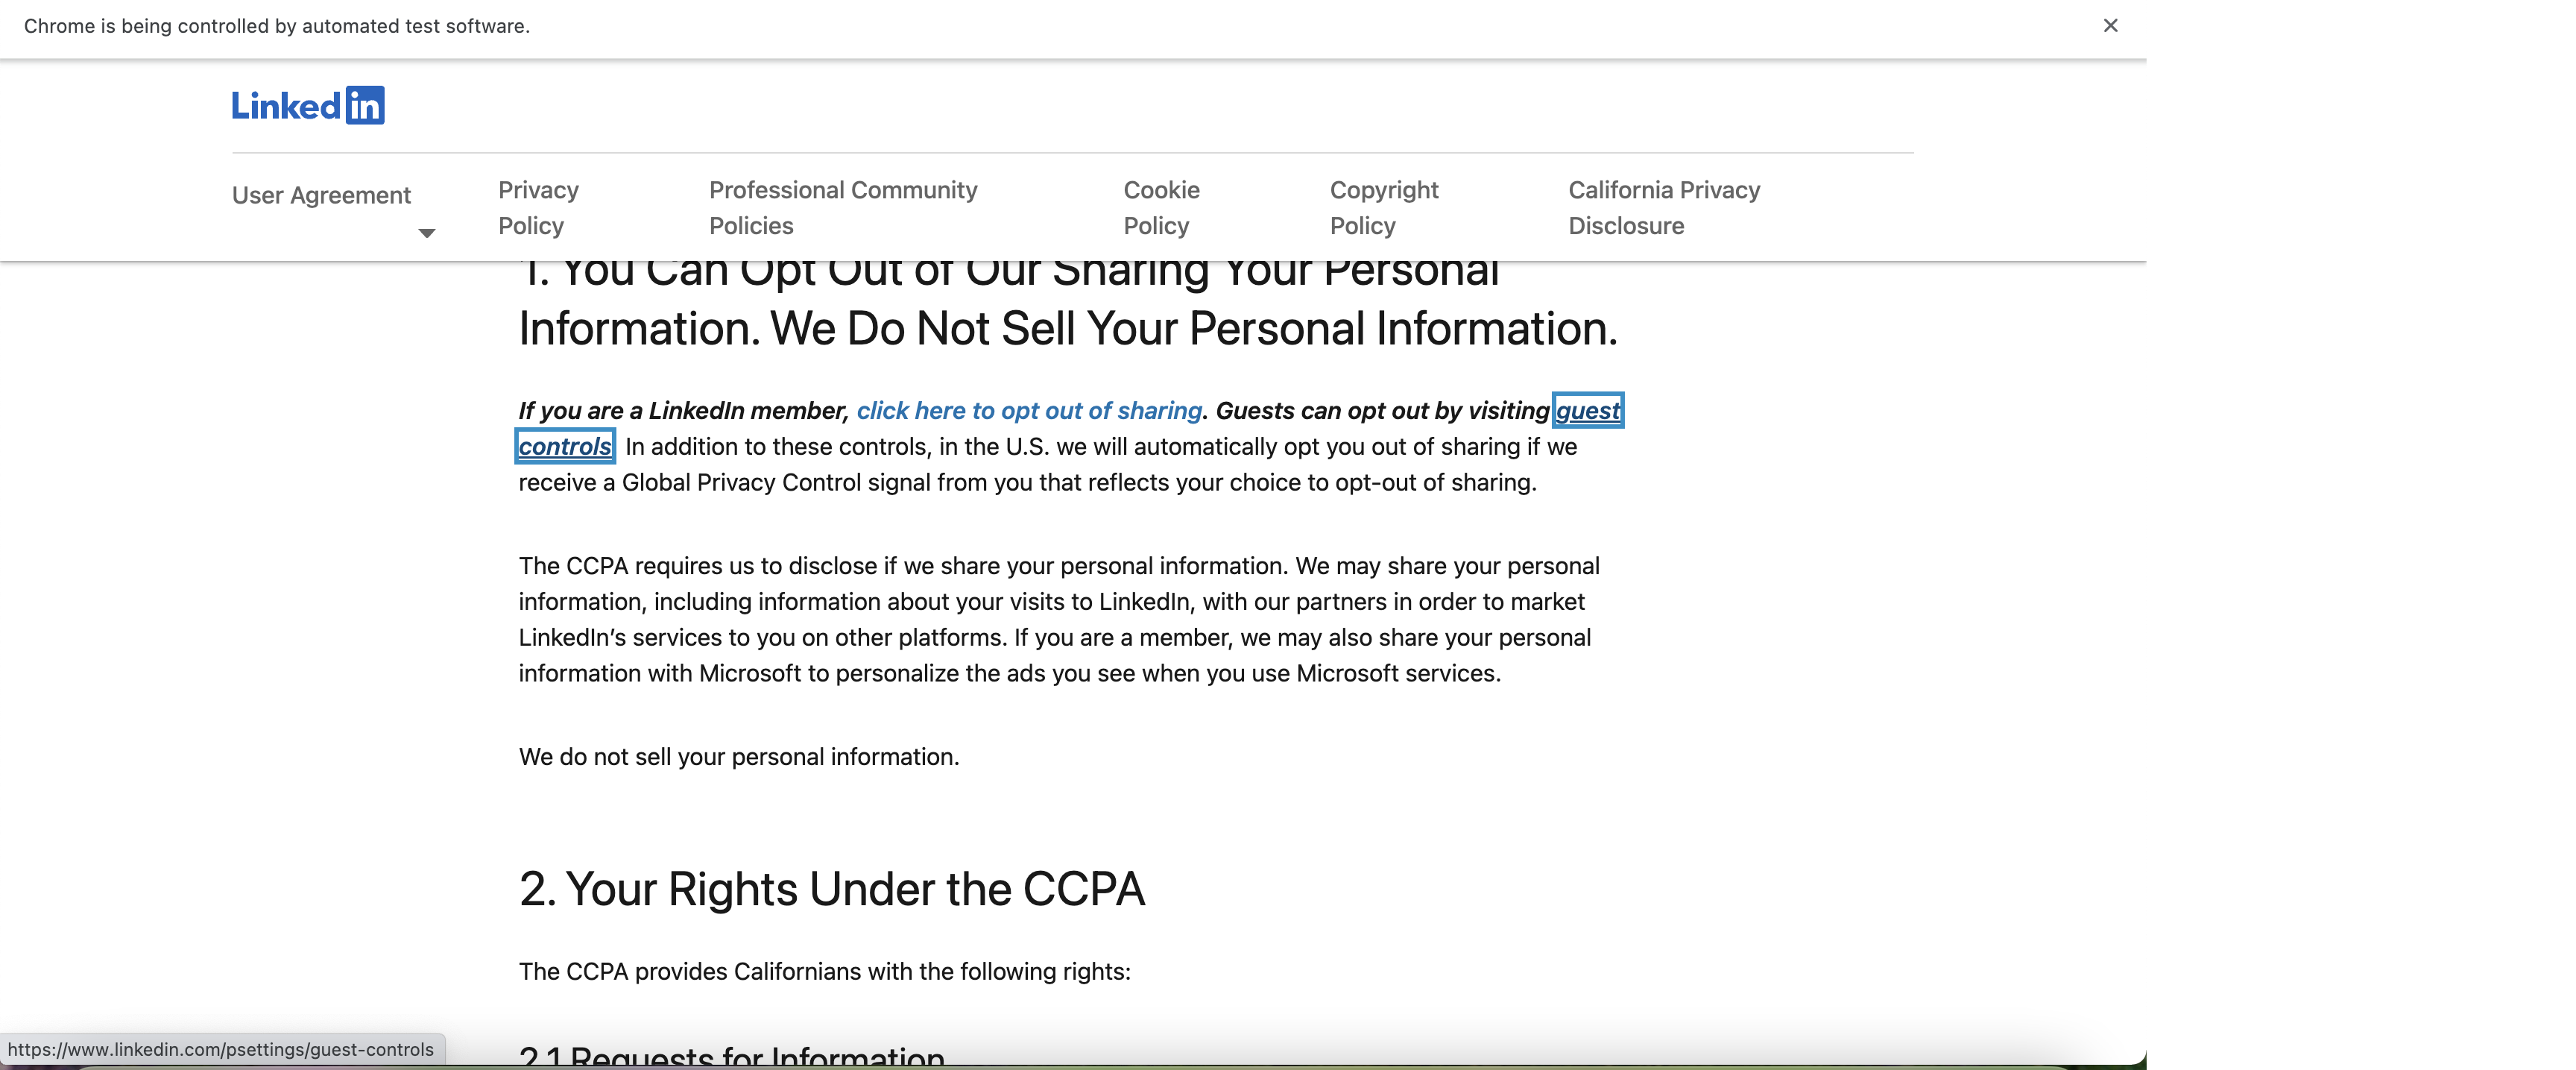 Chrome is being controlled by automated test software.
Linked in
User Agreement
Privacy
Policy
Professional Community
Policies
Cookie
Policy
Copyright
Policy
California Privacy
Disclosure
1. You Can Opt Out of Our Sharing Your Personal
Information. We Do Not Sell Your Personal Information.
If you are a LinkedIn member, click here to opt out of sharing. Guests can opt out by visiting guest
controls In addition to these controls, in the U.S. we will automatically opt you out of sharing if we
receive a Global Privacy Control signal from you that reflects your choice to opt-out of sharing.
The CCPA requires us to disclose if we share your personal information. We may share your personal
information, including information about your visits to LinkedIn, with our partners in order to market
LinkedIn’s services to you on other platforms. If you are a member, we may also share your personal
information with Microsoft to personalize the ads you see when you use Microsoft services.
We do not sell your personal information.
2. Your Rights Under the CCPA
The CCPA provides Californians with the following rights:
2.1 Requests for Information
https://www.linkedin.com/psettings/guest-controls